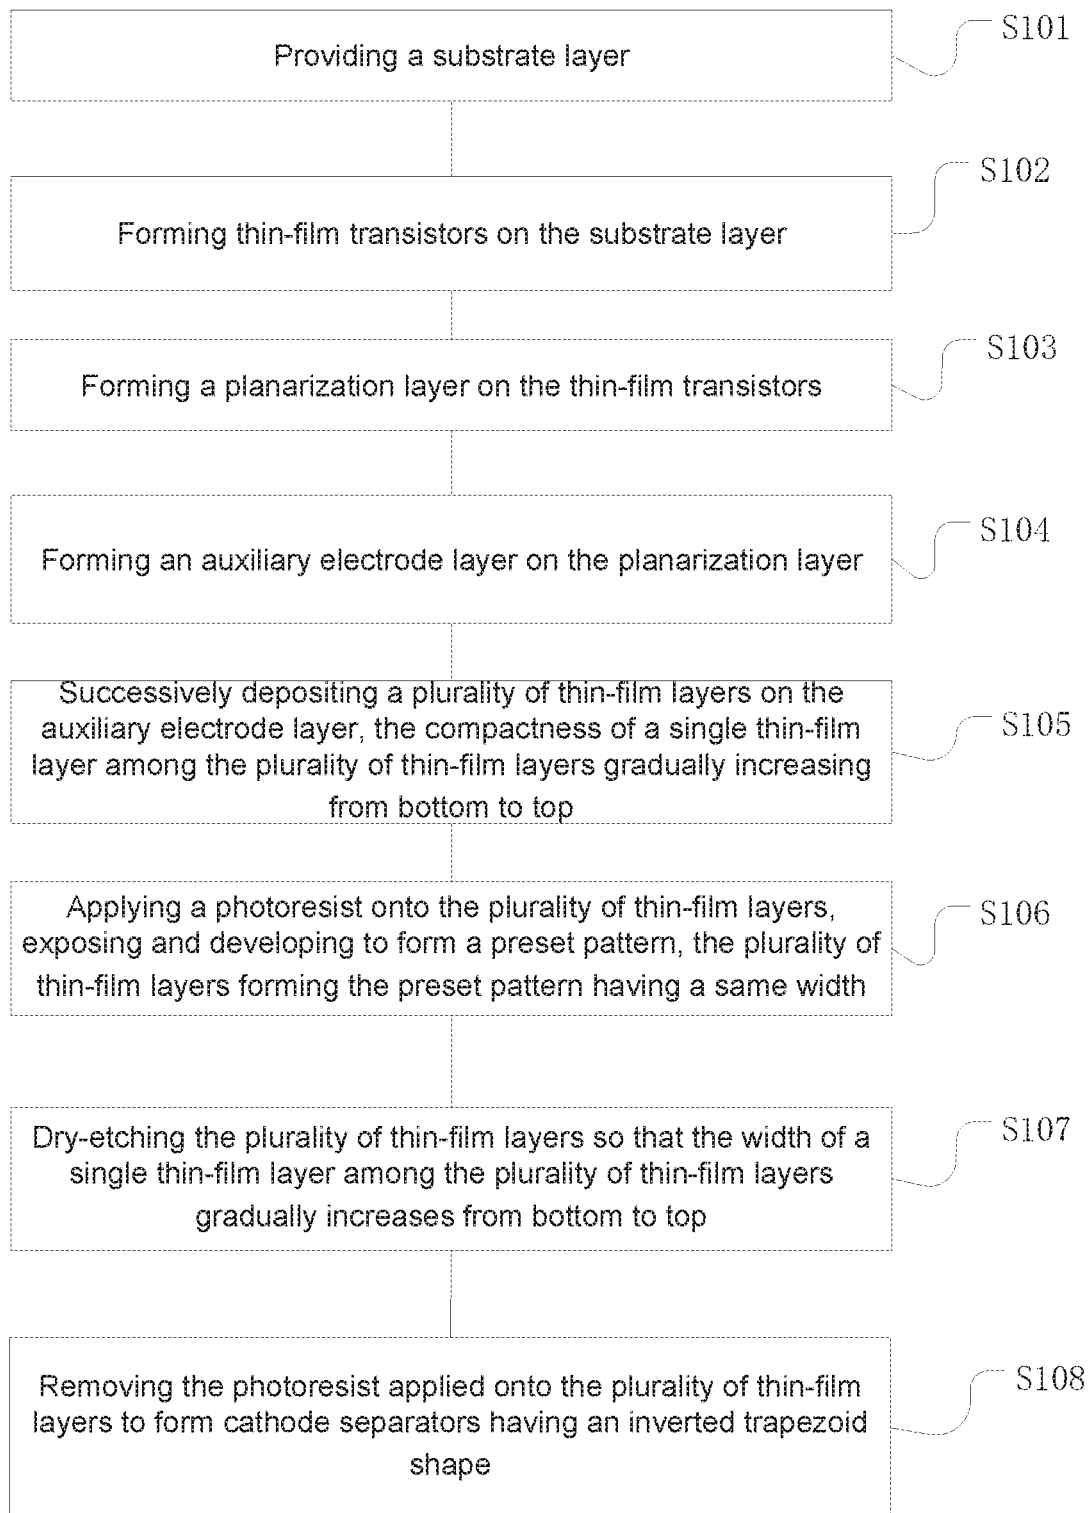 Providing a substrate layer
S101
Forming thin-film transistors on the substrate layer
S102
Forming a planarization layer on the thin-film transistors
S103
Forming an auxiliary electrode layer on the planarization layer
S104
Successively depositing a plurality of thin-film layers on the
auxiliary electrode layer, the compactness of a single thin-film
layer among the plurality of thin-film layers gradually increasing
from bottom to top
S105
Applying a photoresist onto the plurality of thin-film layers,
exposing and developing to form a preset pattern, the plurality of
thin-film layers forming the preset pattern having a same width
S106
Dry-etching the plurality of thin-film layers so that the width of a
single thin-film layer among the plurality of thin-film layers
gradually increases from bottom to top
S107
Removing the photoresist applied onto the plurality of thin-film
layers to form cathode separators having an inverted trapezoid
shape
S108